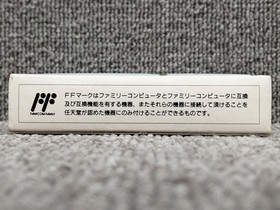 FFマークはファミリーコンピュータとファミリーコンピュータに互換
及び互換機能を有する機器、またそれらの機器に接続して頂けることを
任天堂が認めた機器にのみ付けることができるものです。